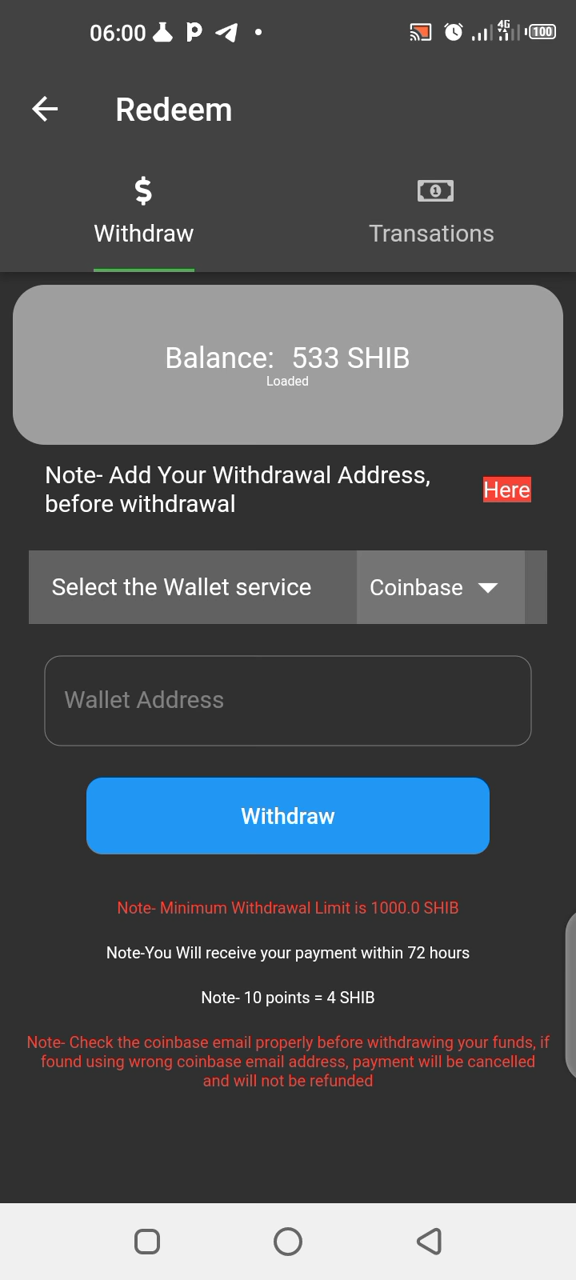 06:00
4G
100
Redeem
Withdraw
Transations
Balance: 533 SHIB
Loaded
Note- Add Your Withdrawal Address,
before withdrawal
Here
Select the Wallet service
Coinbase
Wallet Address
Withdraw
Note- Minimum Withdrawal Limit is 1000.0 SHIB
Note-You Will receive your payment within 72 hours
Note- 10 points = 4 SHIB
Note- Check the coinbase email properly before withdrawing your funds, if
found using wrong coinbase email address, payment will be cancelled
and will not be refunded